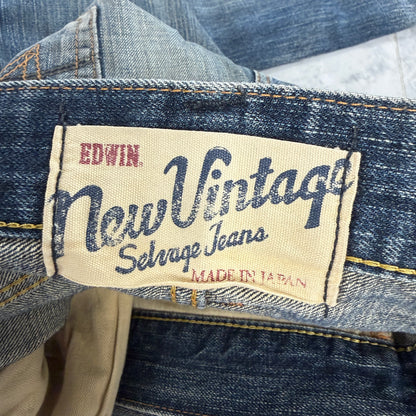 EDWIN.
New Vintage
Selvage Jeans
MADE IN JAPAN